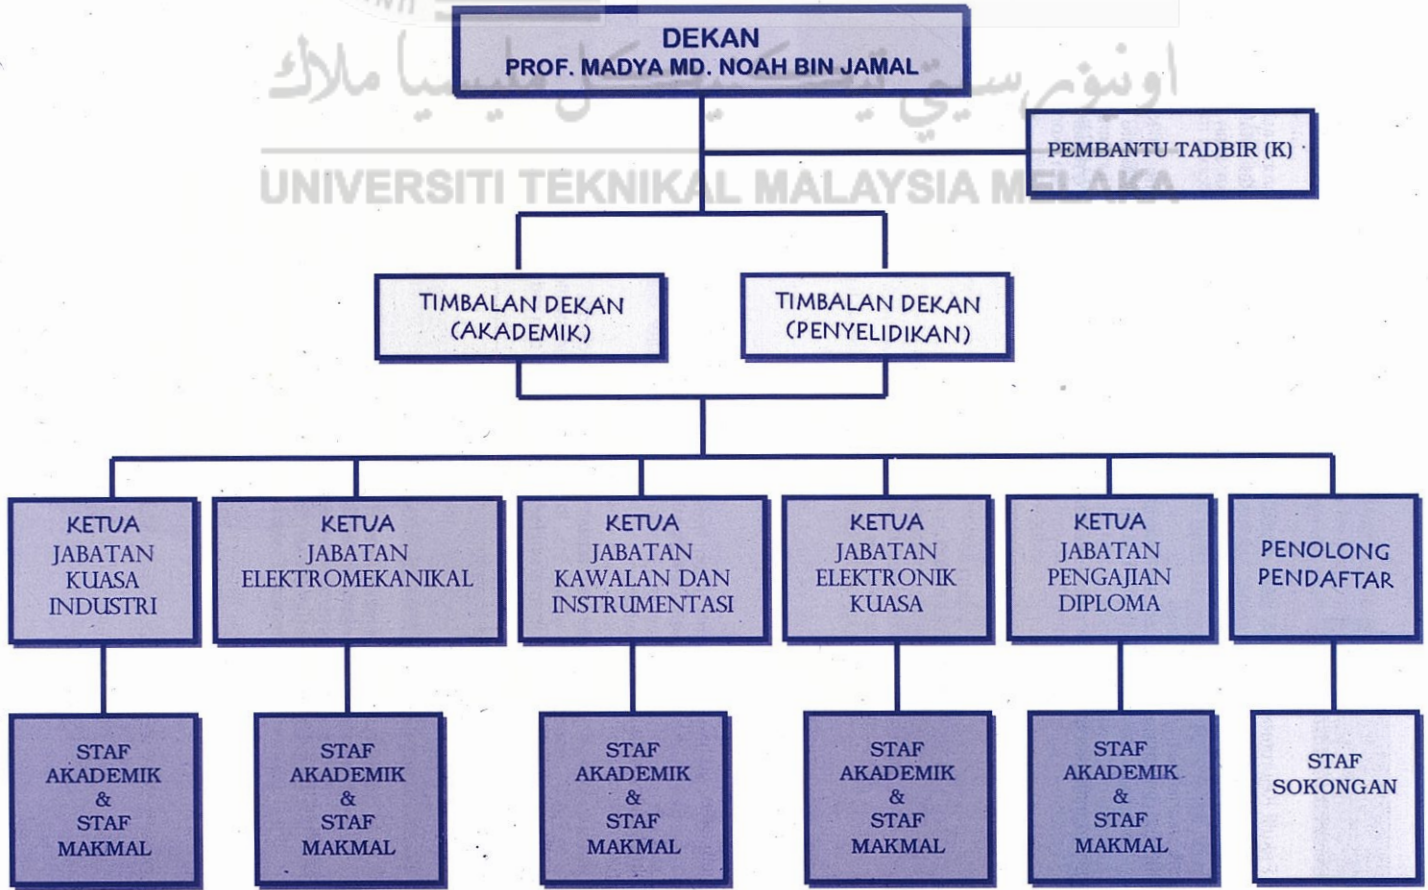 DEKAN
PROF. MADYA MD. NOAH BIN JAMAL
اونيۏرسيتي تيكنيكل مليسيا ملاك
PEMBANTU TADBIR (K)
UNIVERSITI TEKNIKAL MALAYSIA MELAKA
TIMBALAN DEKAN
(AKADEMIK)
TIMBALAN DEKAN
(PENYELIDIKAN)
KETUA
JABATAN
KUASA
INDUSTRI
KETUA
JABATAN
ELEKTROMEKANIKAL
KETUA
JABATAN
KAWALAN DAN
INSTRUMENTASI
KETUA
JABATAN
ELEKTRONIK
KUASA
KETUA
JABATAN
PENGAJIAN
DIPLOMA
PENOLONG
PENDAFTAR
STAF
AKADEMIK
&
STAF
MAKMAL
STAF
AKADEMIK
&
STAF
MAKMAL
STAF
AKADEMIK
&
STAF
MAKMAL
STAF
AKADEMIK
&
STAF
MAKMAL
STAF
AKADEMIK
&
STAF
MAKMAL
STAF
SOKONGAN